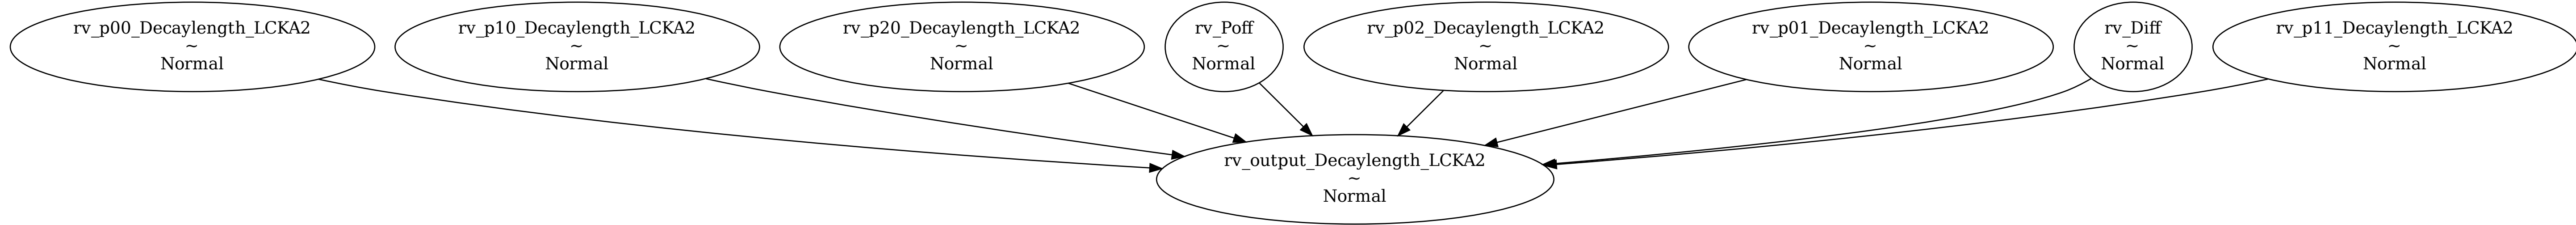 rv_p00_Decaylength_LCKA2
~
Normal
rv_p10_Decaylength_LCKA2
~
Normal
rv_p20_Decaylength_LCKA2
~
Normal
rv_Poff
~
Normal
rv_p02_Decaylength_LCKA2
~
Normal
rv_p01_Decaylength_LCKA2
~
Normal
rv_Diff
~
Normal
rv_p11_Decaylength_LCKA2
~
Normal
rv_output_Decaylength_LCKA2
~
Normal